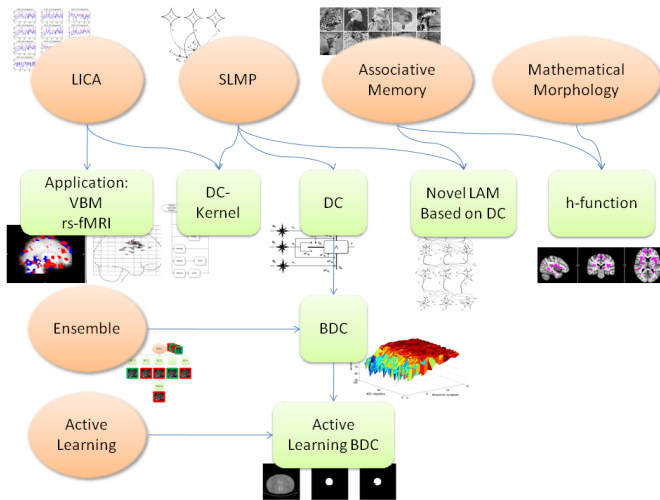 LICA
SLMP
Associative
Memory
Mathematical
Morphology
Application:
VBM
rs-fMRI
DC-
Kernel
DC
Novel LAM
Based on DC
h-function
Ensemble
BDC
Active
Learning
Active
Learning BDC